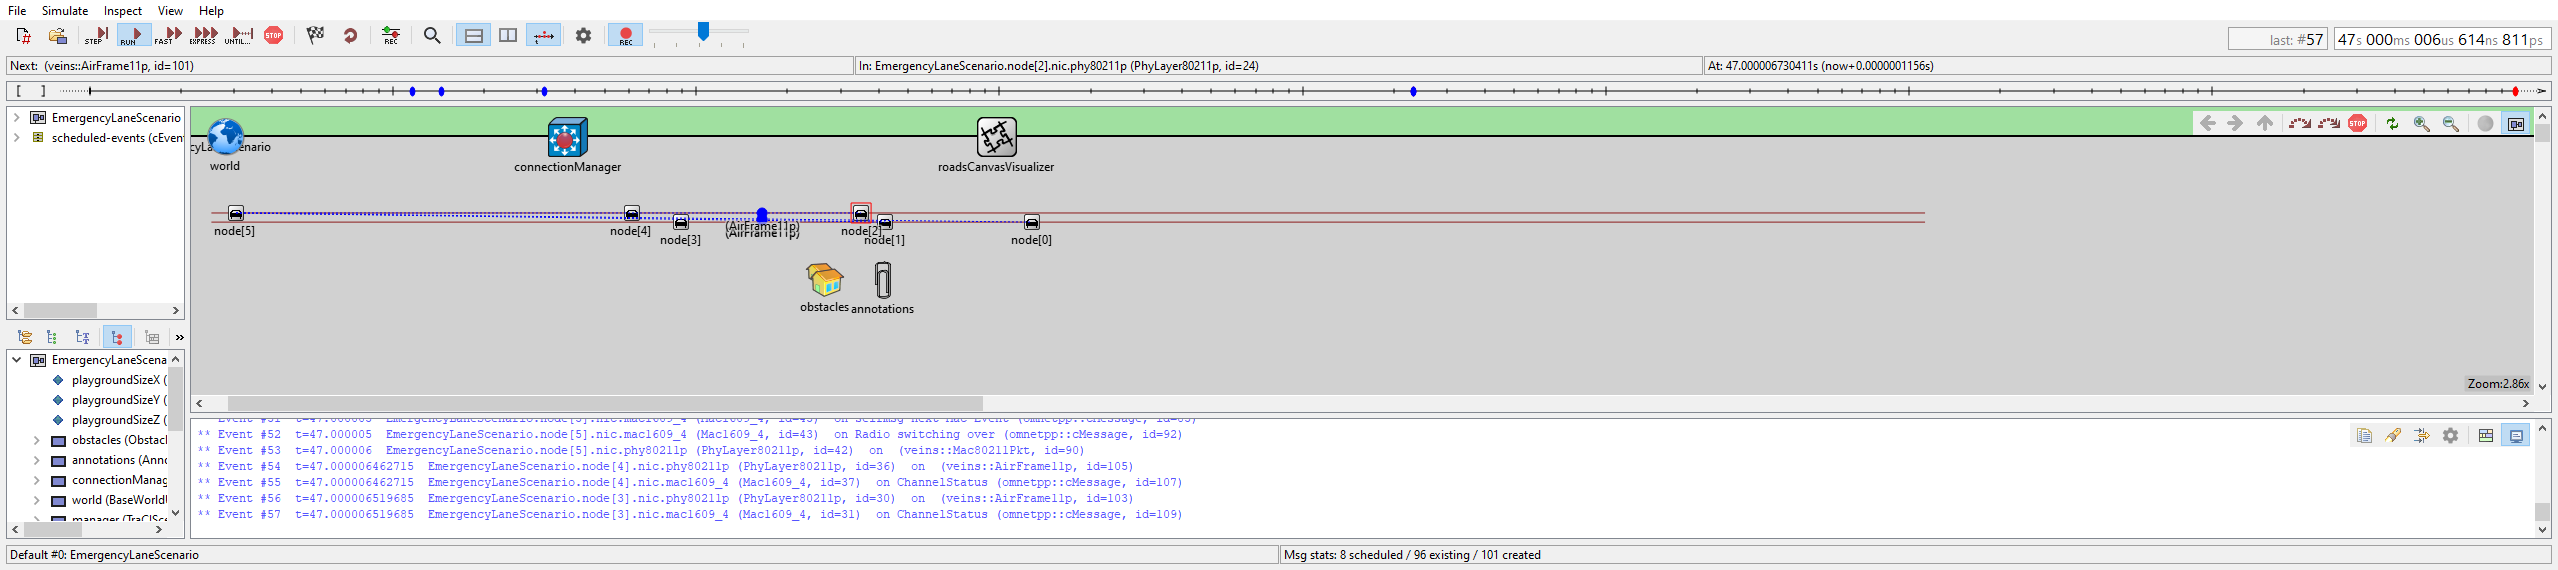 File Simulate Inspect View Help
STEP RUN FAST EXPRESS UNTIL... STOP REC REC
last: #57 47s 000ms 006us 614ns 811ps
Next: (veins::AirFrame11p, id=101) In: EmergencyLaneScenario.node[2].nic.phy80211p (PhyLayer80211p, id=24) At: 47.000006730411s (now+0.0000001156s)
[ ]
EmergencyLaneScenario
scheduled-events (cEvent
STOP
cyLaneScenario
world
connectionManager
roadsCanvasVisualizer
node[5]
node[4]
node[3]
(AirFrame11p)
(AirFrame11p)
node[2]
node[1]
node[0]
obstacles
annotations
Zoom:2.86x
EmergencyLaneScena
playgroundSizeX (
playgroundSizeY (
playgroundSizeZ (
obstacles (Obstacl
annotations (Anno
connectionManag
world (BaseWorldU
manager (TraCISce
** Event #52 t=47.000005 EmergencyLaneScenario.node[5].nic.mac1609_4 (Mac1609_4, id=43) on Radio switching over (omnetpp::cMessage, id=92)
** Event #53 t=47.000006 EmergencyLaneScenario.node[5].nic.phy80211p (PhyLayer80211p, id=42) on (veins::Mac80211Pkt, id=90)
** Event #54 t=47.000006462715 EmergencyLaneScenario.node[4].nic.phy80211p (PhyLayer80211p, id=36) on (veins::AirFrame11p, id=105)
** Event #55 t=47.000006462715 EmergencyLaneScenario.node[4].nic.mac1609_4 (Mac1609_4, id=37) on ChannelStatus (omnetpp::cMessage, id=107)
** Event #56 t=47.000006519685 EmergencyLaneScenario.node[3].nic.phy80211p (PhyLayer80211p, id=30) on (veins::AirFrame11p, id=103)
** Event #57 t=47.000006519685 EmergencyLaneScenario.node[3].nic.mac1609_4 (Mac1609_4, id=31) on ChannelStatus (omnetpp::cMessage, id=109)
Default #0: EmergencyLaneScenario Msg stats: 8 scheduled / 96 existing / 101 created